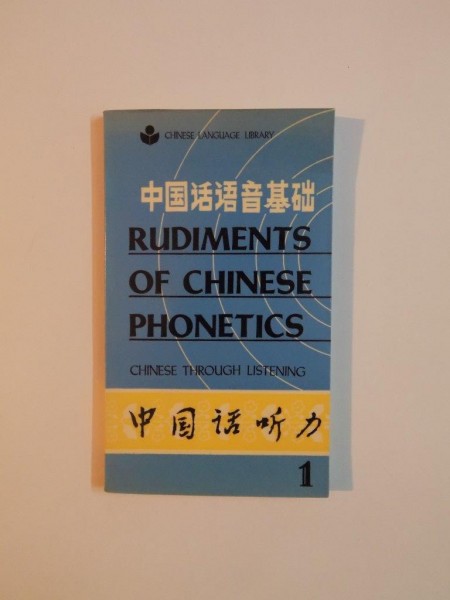 CHINESE LANGUAGE LIBRARY
中国话语音基础
RUDIMENTS
OF CHINESE
PHONETICS
CHINESE THROUGH LISTENING
中国话听力
1